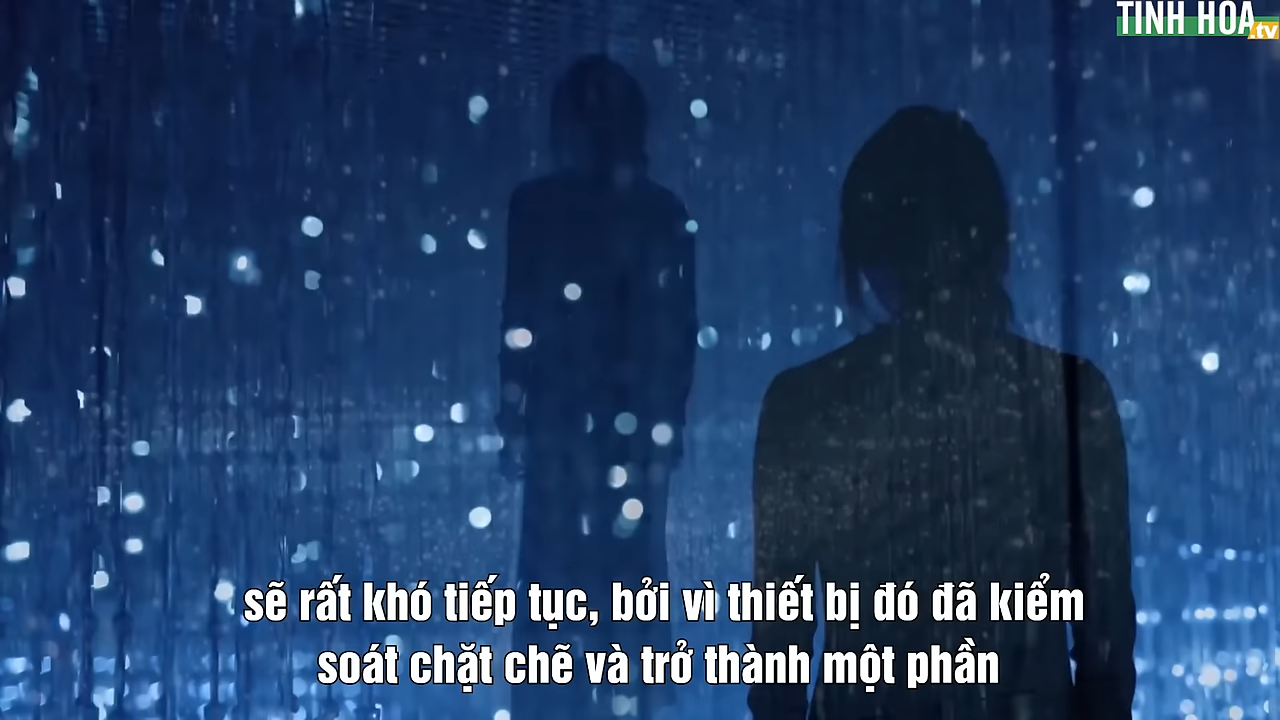 TINH HOA
.tv
sẽ rất khó tiếp tục, bởi vì thiết bị đó đã kiểm
soát chặt chẽ và trở thành một phần